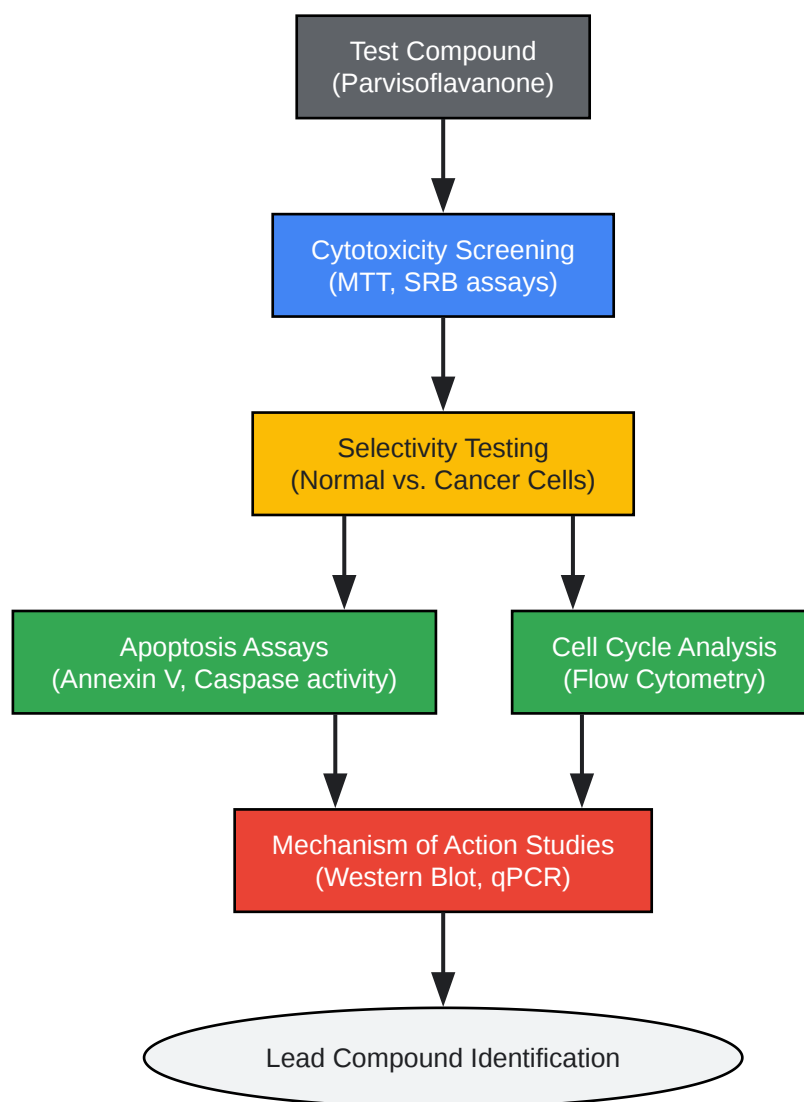 Test Compound
(Parvisoflavanone)
Cytotoxicity Screening
(MTT, SRB assays)
Selectivity Testing
(Normal vs. Cancer Cells)
Apoptosis Assays
(Annexin V, Caspase activity)
Cell Cycle Analysis
(Flow Cytometry)
Mechanism of Action Studies
(Western Blot, qPCR)
Lead Compound Identification